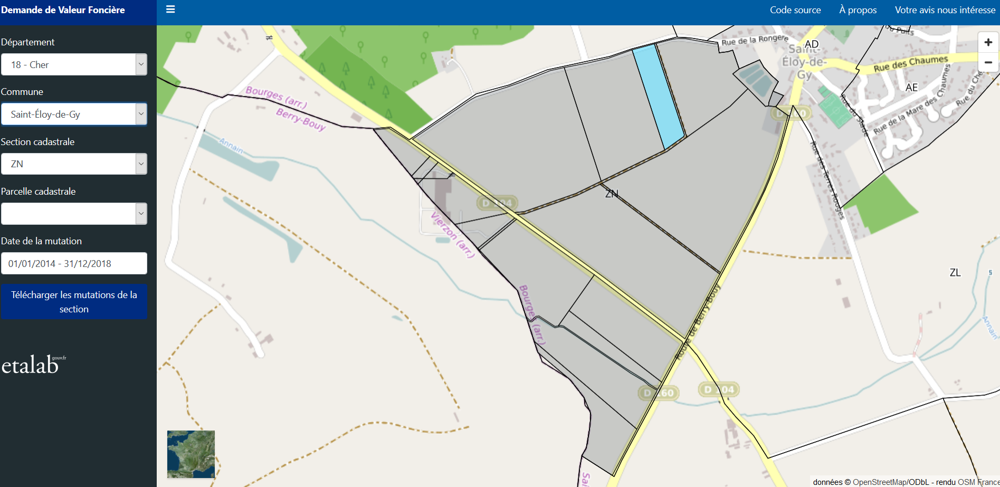 Demande de Valeur Foncière
Code source
À propos
Votre avis nous intéresse
Département
18 - Cher
Commune
Saint-Éloy-de-Gy
Section cadastrale
ZN
Parcelle cadastrale
Date de la mutation
01/01/2014 - 31/12/2018
Télécharger les mutations de la
section
etalab
gouv.fr
Rue de la Rongère
AD
Saint-
Éloy-de-
Gy
Rue des Chaumes
AE
Rue du Stade
Rue de la Mare des Chaumes
Bourges (arr.)
Berry-Bouy
Annain
D 160
Rue des Terres Rouges
ZN
D 104
Vierzon (arr.)
Bourges (arr.)
Route de Berry-Bouy
ZL
Annain
D 160
D 104
+
−
données © OpenStreetMap/ODbL - rendu OSM France